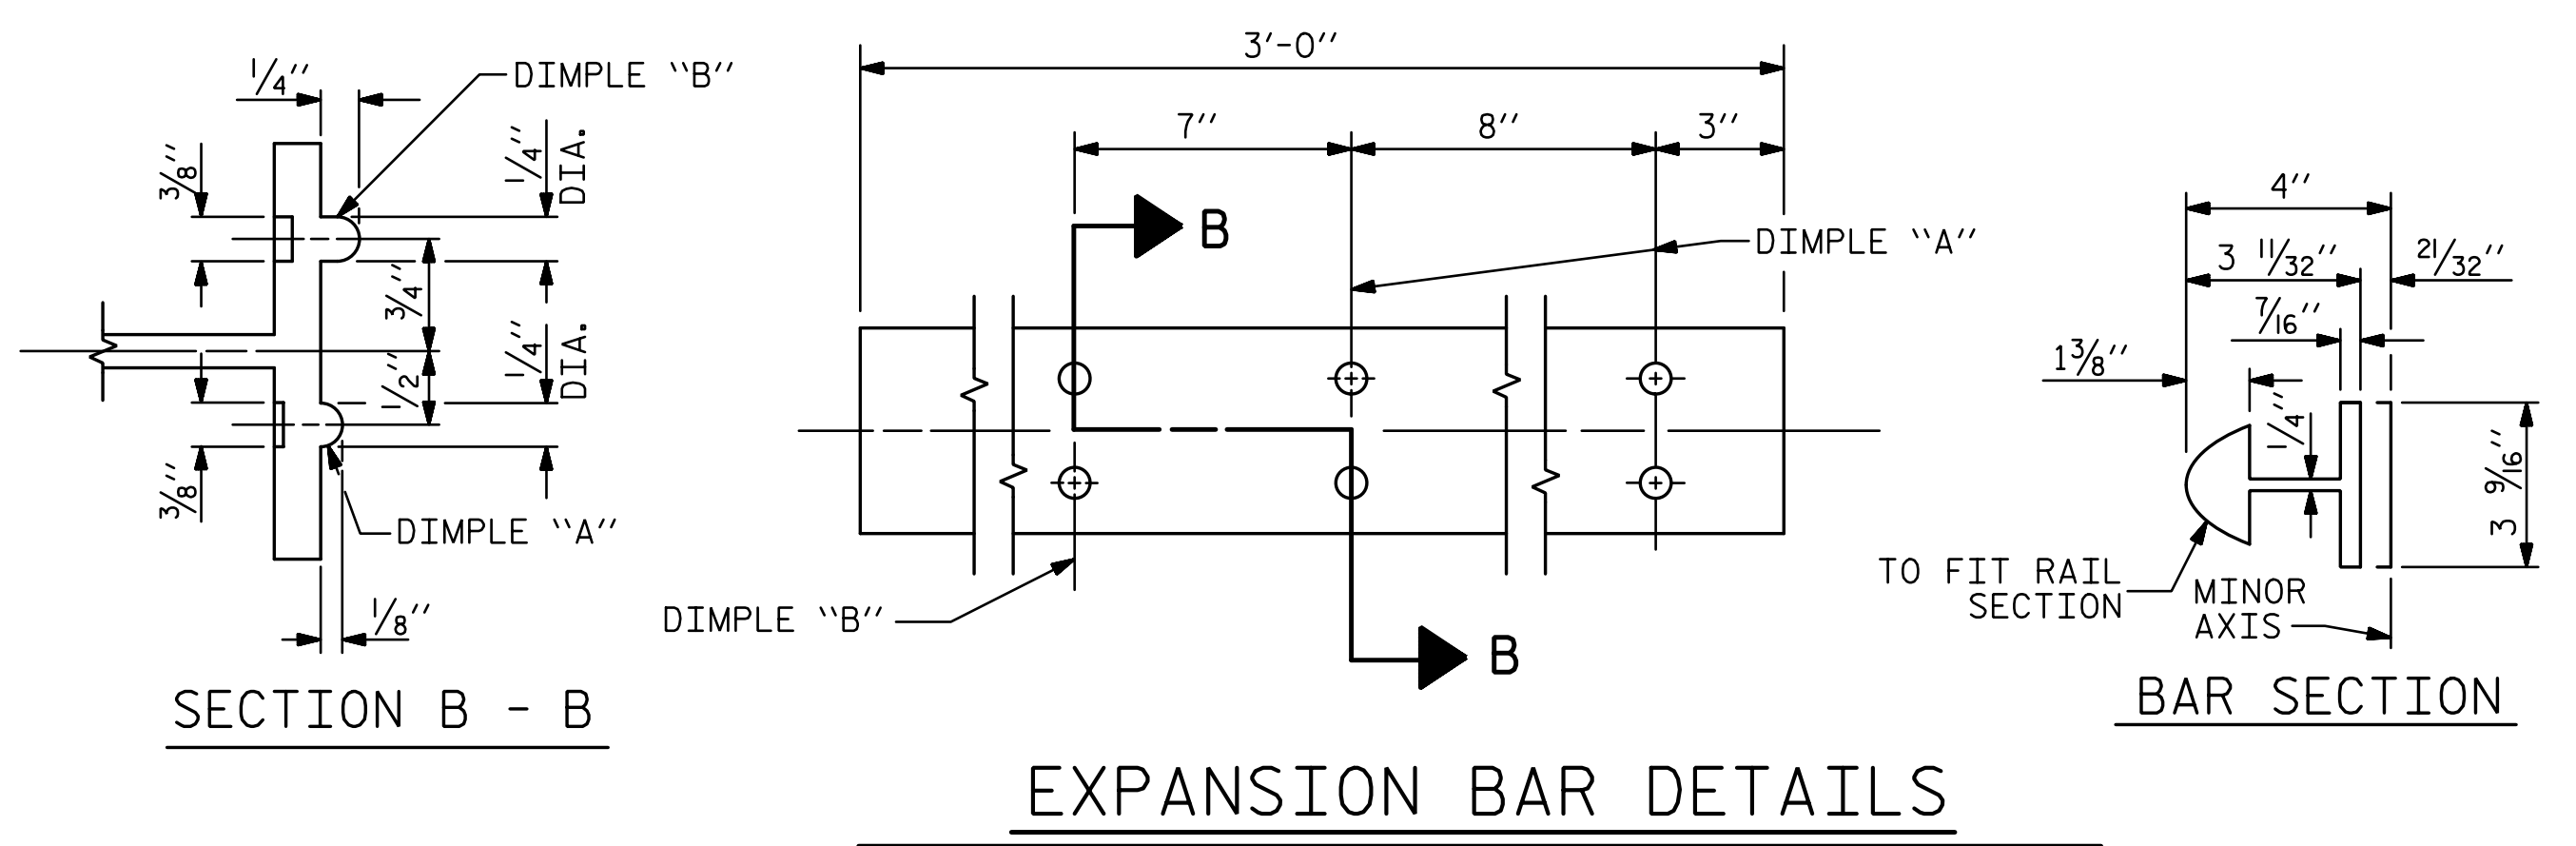 1/4"
DIMPLE "B"
3/8"
1/4" DIA.
3/4"
1/2"
1/4" DIA.
3/8"
DIMPLE "A"
1/8"
SECTION B - B
3'-0"
7"
8"
3"
B
DIMPLE "A"
DIMPLE "B"
B
EXPANSION BAR DETAILS
4"
3 11/32"
21/32"
7/16"
1 3/8"
1/4"
3 9/16"
TO FIT RAIL
SECTION
MINOR
AXIS
BAR SECTION